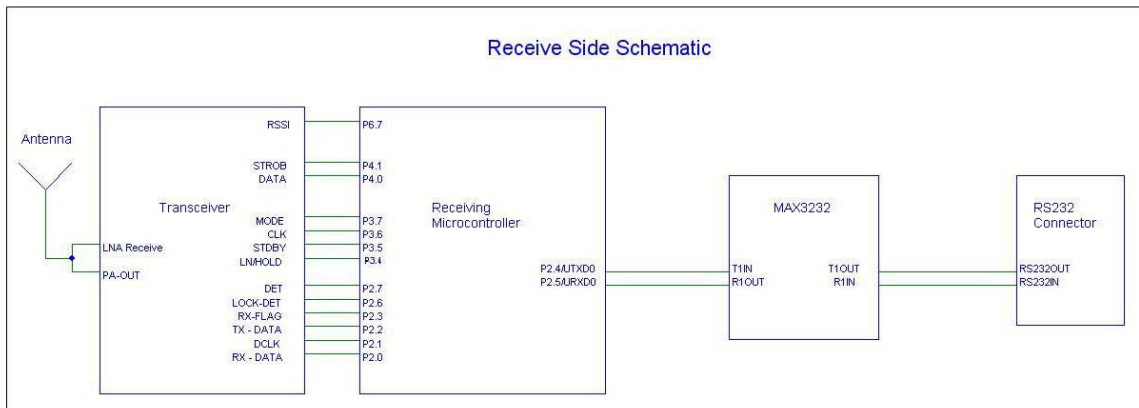 Receive Side Schematic
Antenna
Transceiver
LNA Receive
PA-OUT
RSSI
STROB
DATA
MODE
CLK
STDBY
LN/HOLD
DET
LOCK-DET
RX-FLAG
TX - DATA
DCLK
RX - DATA
P6.7
P4.1
P4.0
P3.7
P3.6
P3.5
P3.4
P2.7
P2.6
P2.3
P2.2
P2.1
P2.0
Receiving
Microcontroller
P2.4/UTXD0
P2.5/URXD0
MAX3232
T1IN
R1OUT
T1OUT
R1IN
RS232
Connector
RS232OUT
RS232IN